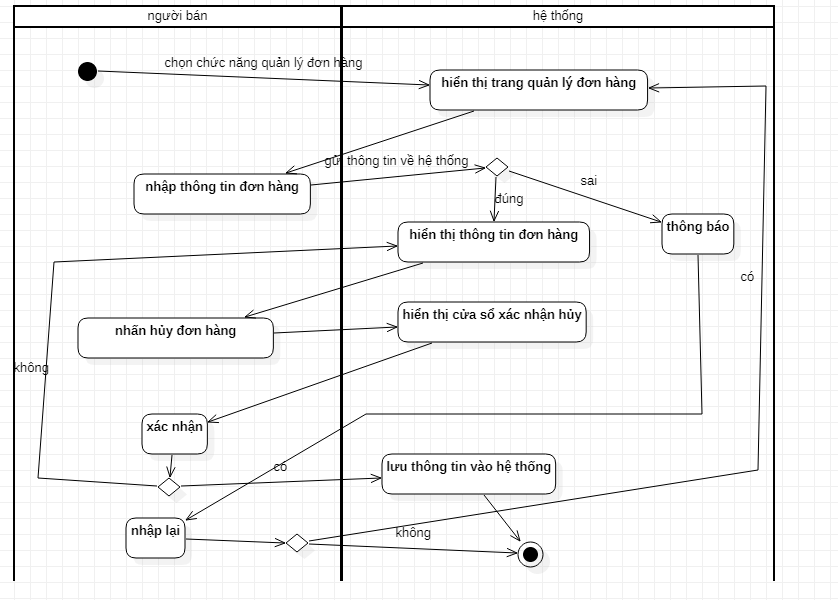 người bán
hệ thống
chọn chức năng quản lý đơn hàng
hiển thị trang quản lý đơn hàng
gửi thông tin về hệ thống
nhập thông tin đơn hàng
sai
đúng
thông báo
hiển thị thông tin đơn hàng
có
hiển thị cửa sổ xác nhận hủy
nhấn hủy đơn hàng
không
xác nhận
có
lưu thông tin vào hệ thống
nhập lại
không